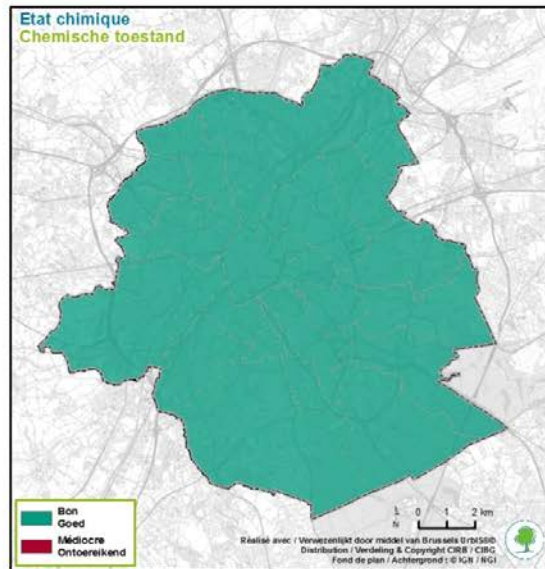 Etat chimique
Chemische toestand
Bon
Goed
Médiocre
Ontoereikend
N
0 1 2 km
Réalisé avec / Verwezenlijkt door middel van Brussels UrbIS®©
Distribution / Verdeling & Copyright CIRB / CIBG
Fond de plan / Achtergrond : © IGN / NGI